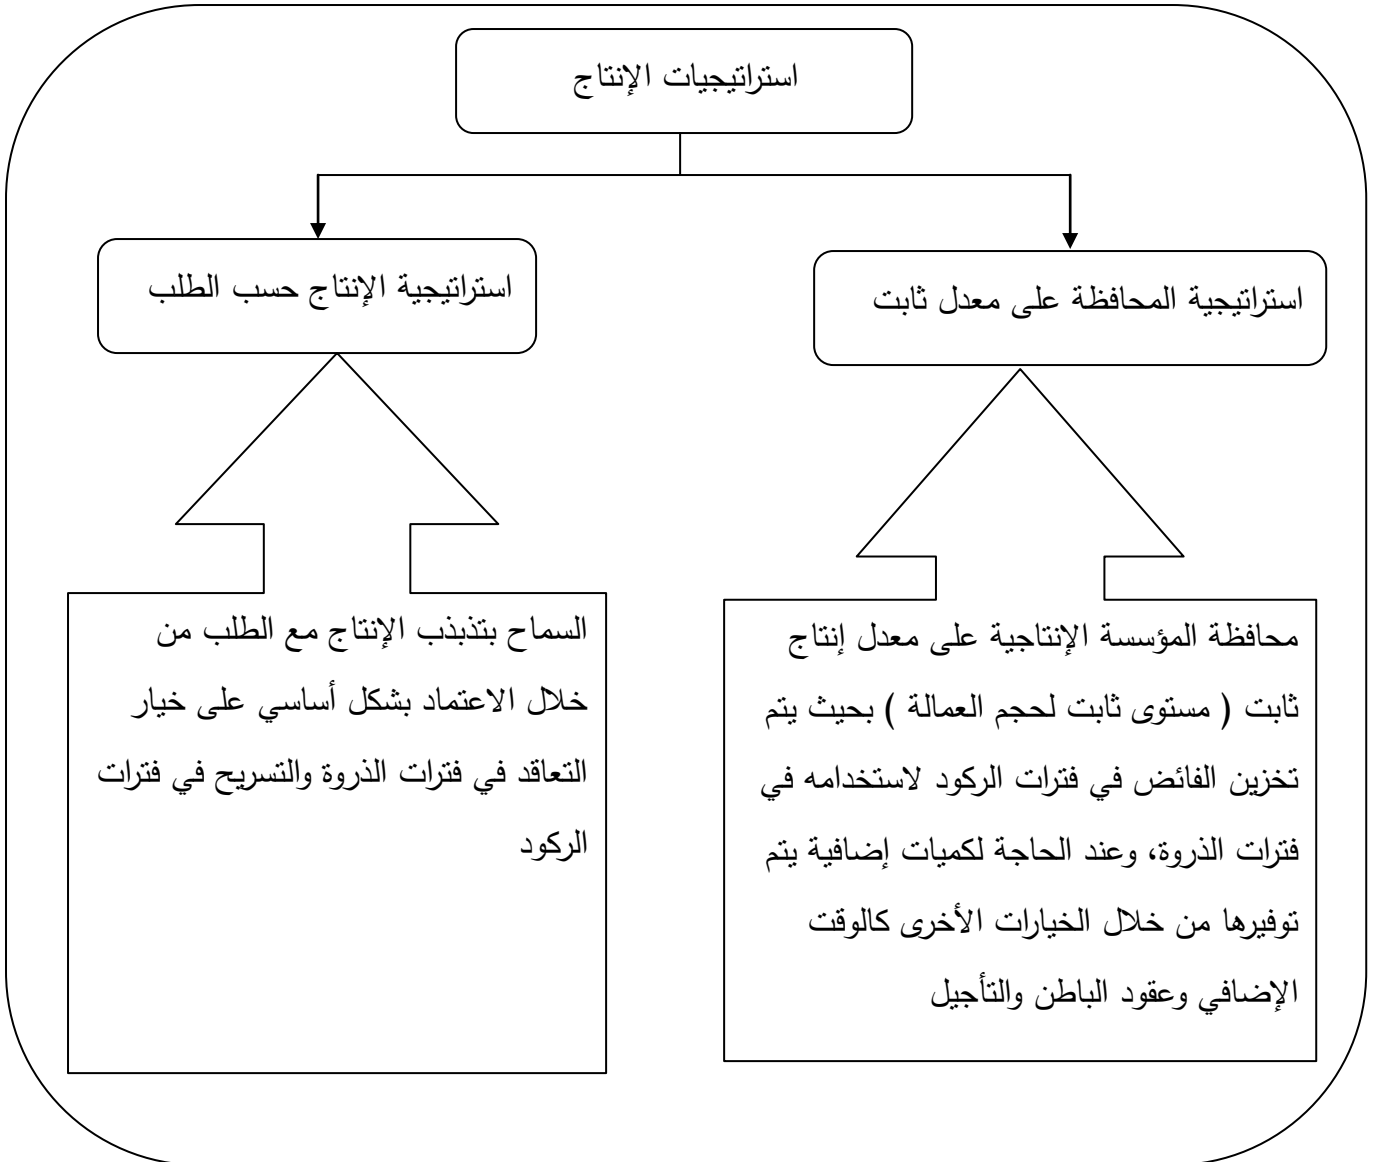 استراتيجيات الإنتاج
استراتيجية المحافظة على معدل ثابت
استراتيجية الإنتاج حسب الطلب
محافظة المؤسسة الإنتاجية على معدل إنتاج
ثابت ( مستوى ثابت لحجم العمالة ) بحيث يتم
تخزين الفائض في فترات الركود لاستخدامه في
فترات الذروة، وعند الحاجة لكميات إضافية يتم
توفيرها من خلال الخيارات الأخرى كالوقت
الإضافي وعقود الباطن والتأجيل
السماح بتذبذب الإنتاج مع الطلب من
خلال الاعتماد بشكل أساسي على خيار
التعاقد في فترات الذروة والتسريح في فترات
الركود